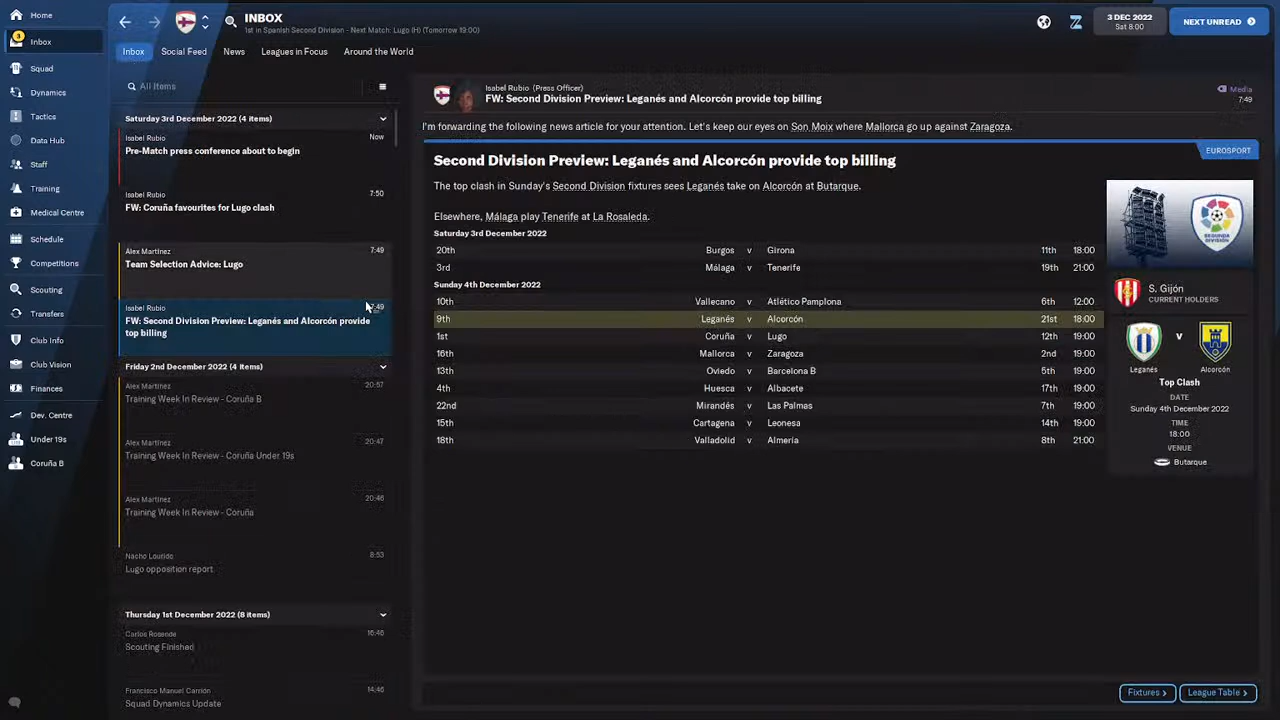 Home
3
Inbox
Squad
Dynamics
Tactics
Data Hub
Staff
Training
Medical Centre
Schedule
Competitions
Scouting
Transfers
Club Info
Club Vision
Finances
Dev. Centre
Under 19s
Coruña B
INBOX
1st in Spanish Second Division - Next Match: Lugo (H) (Tomorrow 19:00)
3 DEC 2022
Sat 8:00
NEXT UNREAD
Inbox Social Feed News Leagues in Focus Around the World
All Items
Saturday 3rd December 2022 (4 items)
Isabel Rubio Now
Pre-Match press conference about to begin
Isabel Rubio 7:50
FW: Coruña favourites for Lugo clash
Álex Martínez 7:49
Team Selection Advice: Lugo
Isabel Rubio 7:49
FW: Second Division Preview: Leganés and Alcorcón provide
top billing
Friday 2nd December 2022 (4 items)
Álex Martínez 20:57
Training Week In Review - Coruña B
Álex Martínez 20:47
Training Week In Review - Coruña Under 19s
Álex Martínez 20:46
Training Week In Review - Coruña
Nacho Lourido 8:53
Lugo opposition report
Thursday 1st December 2022 (8 items)
Carlos Rosende 16:46
Scouting Finished
Francisco Manuel Carrión 14:46
Squad Dynamics Update
Isabel Rubio (Press Officer)
FW: Second Division Preview: Leganés and Alcorcón provide top billing
Media
7:49
I'm forwarding the following news article for your attention. Let's keep our eyes on Son Moix where Mallorca go up against Zaragoza.
EUROSPORT
Second Division Preview: Leganés and Alcorcón provide top billing
The top clash in Sunday's Second Division fixtures sees Leganés take on Alcorcón at Butarque.
Elsewhere, Málaga play Tenerife at La Rosaleda.
Saturday 3rd December 2022
20th Burgos v Girona 11th 18:00
3rd Málaga v Tenerife 19th 21:00
Sunday 4th December 2022
10th Vallecano v Atlético Pamplona 6th 12:00
9th Leganés v Alcorcón 21st 18:00
1st Coruña v Lugo 12th 19:00
16th Mallorca v Zaragoza 2nd 19:00
13th Oviedo v Barcelona B 5th 19:00
4th Huesca v Albacete 17th 19:00
22nd Mirandés v Las Palmas 7th 19:00
15th Cartagena v Leonesa 14th 19:00
18th Valladolid v Almería 8th 21:00
S. Gijón
CURRENT HOLDERS
v
Leganés Alcorcón
Top Clash
DATE
Sunday 4th December 2022
TIME
18:00
VENUE
Butarque
Fixtures
League Table